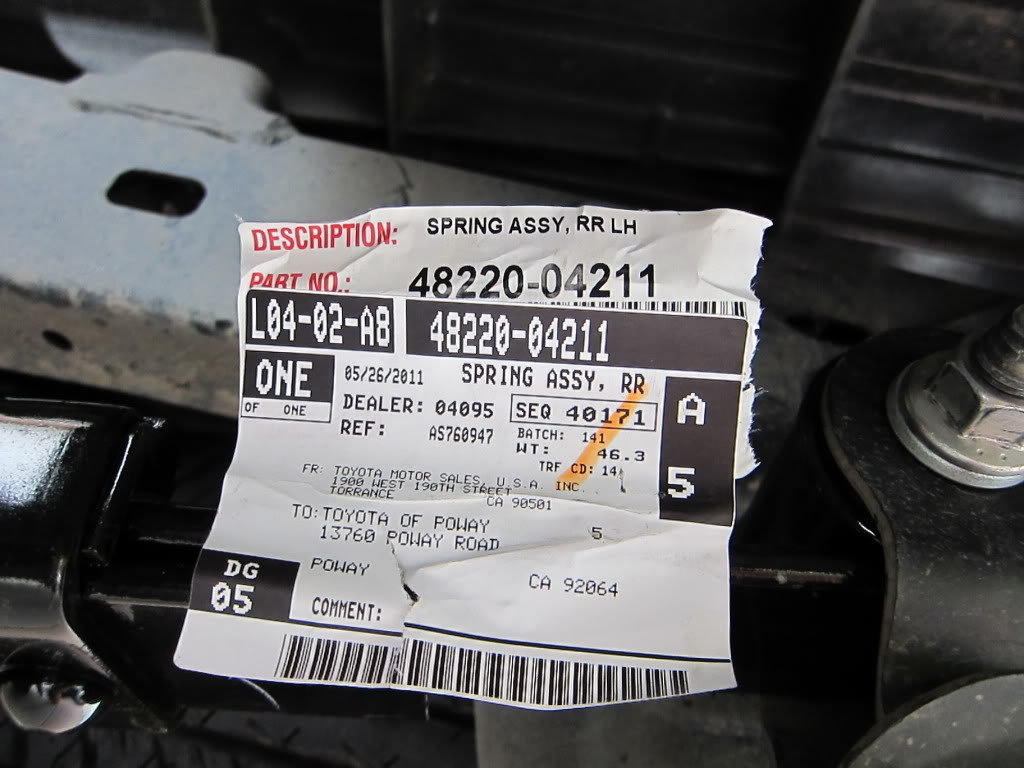 DESCRIPTION: SPRING ASSY, RR LH
PART NO.: 48220-04211
L04-02-A8 48220-04211
ONE 05/26/2011 SPRING ASSY, RR
OF ONE DEALER: 04095 SEQ 40171 A
REF: AS760947 BATCH: 141
WT: 46.3
TRF CD: 14 5
FR: TOYOTA MOTOR SALES, U.S.A. INC
1900 WEST 190TH STREET
TORRANCE CA 90501
TO: TOYOTA OF POWAY 5
13760 POWAY ROAD
DG POWAY CA 92064
05 COMMENT: